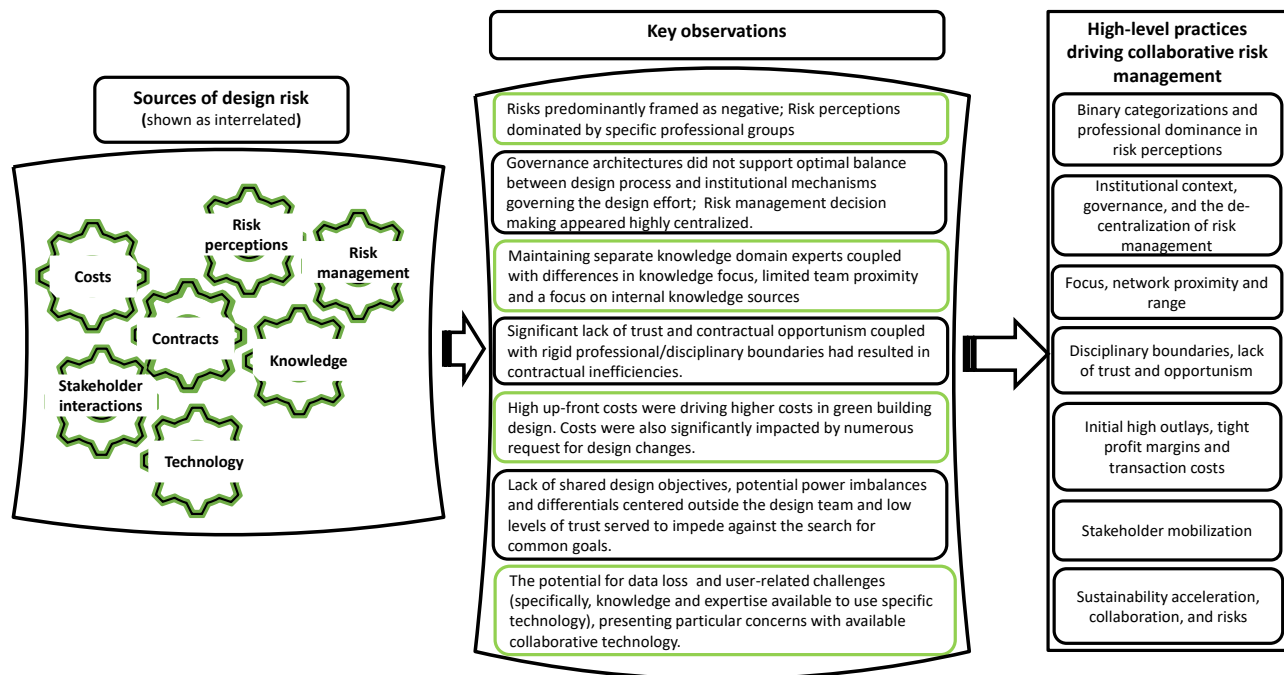 Sources of design risk
(shown as interrelated)
Risk
perceptions
Risk
management
Costs
Contracts
Knowledge
Stakeholder
interactions
Technology
Key observations
Risks predominantly framed as negative; Risk perceptions
dominated by specific professional groups
Governance architectures did not support optimal balance
between design process and institutional mechanisms
governing the design effort; Risk management decision
making appeared highly centralized.
Maintaining separate knowledge domain experts coupled
with differences in knowledge focus, limited team proximity
and a focus on internal knowledge sources
Significant lack of trust and contractual opportunism coupled
with rigid professional/disciplinary boundaries had resulted in
contractual inefficiencies.
High up-front costs were driving higher costs in green building
design. Costs were also significantly impacted by numerous
request for design changes.
Lack of shared design objectives, potential power imbalances
and differentials centered outside the design team and low
levels of trust served to impede against the search for
common goals.
The potential for data loss and user-related challenges
(specifically, knowledge and expertise available to use specific
technology), presenting particular concerns with available
collaborative technology.
High-level practices
driving collaborative risk
management
Binary categorizations and
professional dominance in
risk perceptions
Institutional context,
governance, and the de-
centralization of risk
management
Focus, network proximity and
range
Disciplinary boundaries, lack
of trust and opportunism
Initial high outlays, tight
profit margins and
transaction costs
Stakeholder mobilization
Sustainability acceleration,
collaboration, and risks